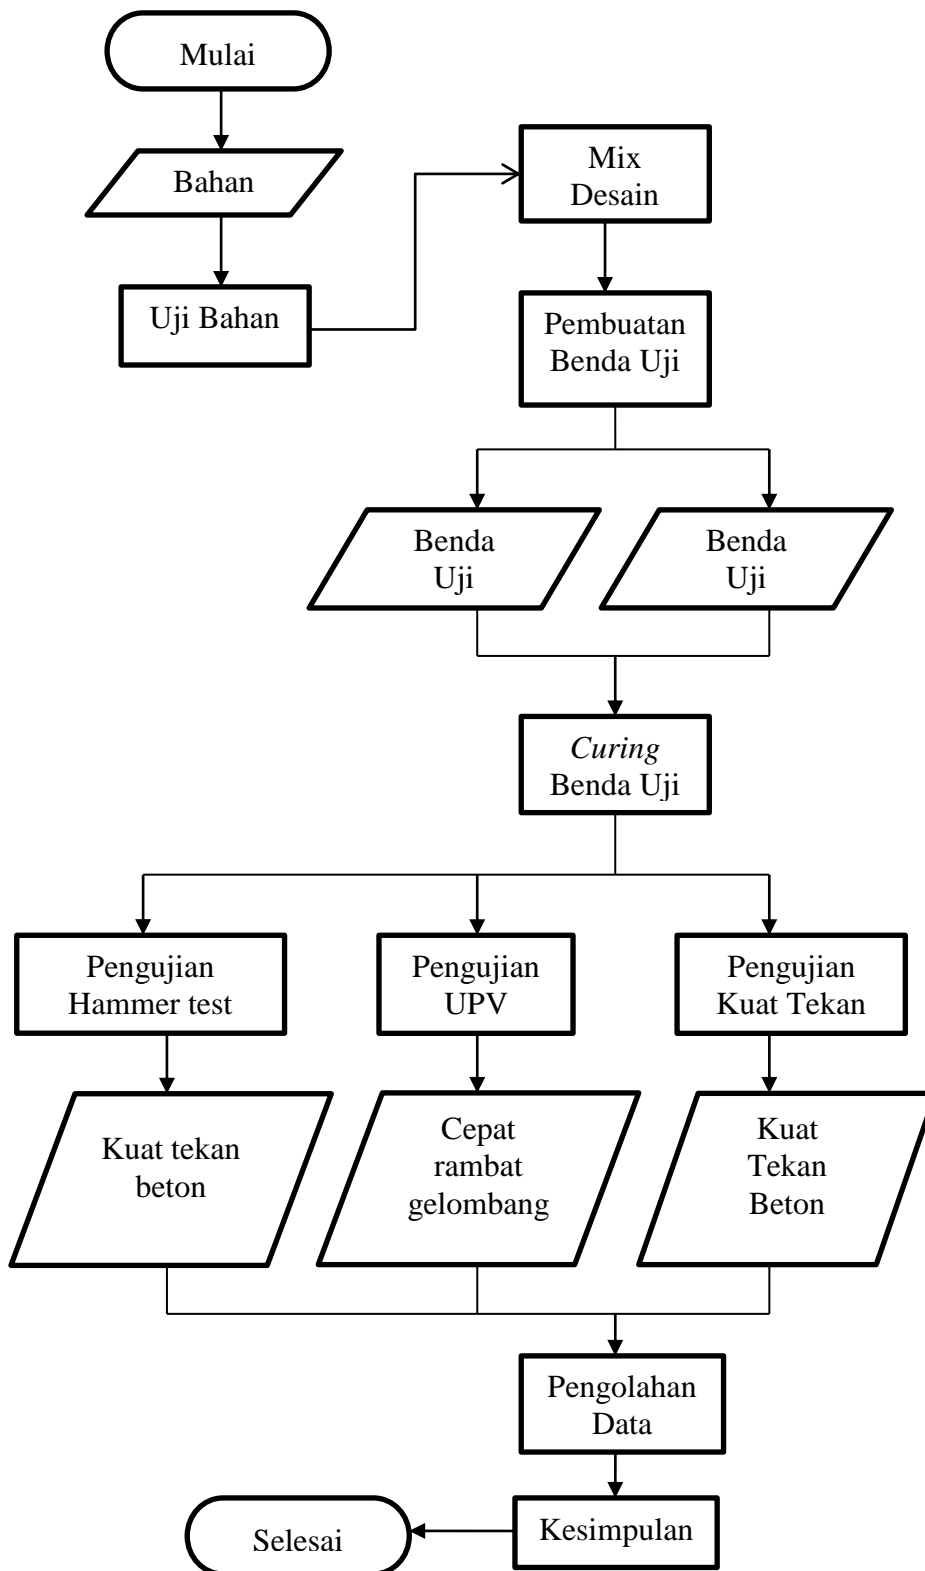 Mulai
Bahan
Uji Bahan
Mix
Desain
Pembuatan
Benda Uji
Benda
Uji
Benda
Uji
Curing
Benda Uji
Pengujian
Hammer test
Pengujian
UPV
Pengujian
Kuat Tekan
Kuat tekan
beton
Cepat
rambat
gelombang
Kuat
Tekan
Beton
Pengolahan
Data
Kesimpulan
Selesai